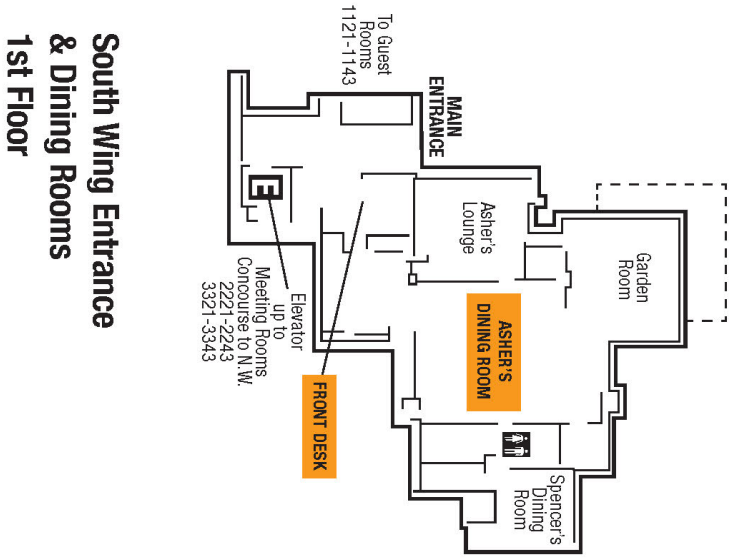 South Wing Entrance
& Dining Rooms
1st Floor
To Guest
Rooms
1121-1143
MAIN
ENTRANCE
E
Elevator
up to
Meeting Rooms
Concourse to N.W.
2221-2243
3321-3343
FRONT DESK
Asher's
Lounge
Garden
Room
ASHER'S
DINING ROOM
Spencer's
Dining
Room